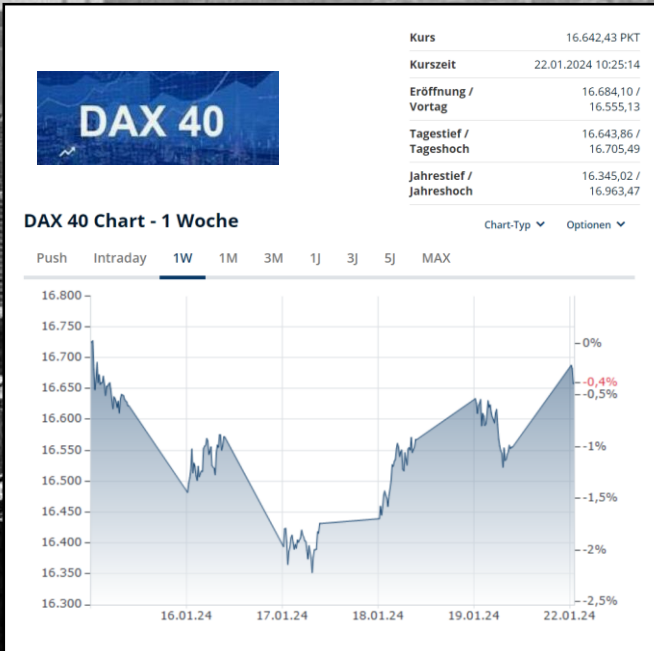 Kurs 16.642,43 PKT
Kurszeit 22.01.2024 10:25:14
Eröffnung / 16.684,10 /
Vortag 16.555,13
Tagestief / 16.643,86 /
Tageshoch 16.705,49
Jahrestief / 16.345,02 /
Jahreshoch 16.963,47
DAX 40
DAX 40 Chart - 1 Woche
Chart-Typ Optionen
Push Intraday 1W 1M 3M 1J 3J 5J MAX
16.800
16.750
16.700
16.650
16.600
16.550
16.500
16.450
16.400
16.350
16.300
0%
-0,4%
-0,5%
-1%
-1,5%
-2%
-2,5%
16.01.24 17.01.24 18.01.24 19.01.24 22.01.24